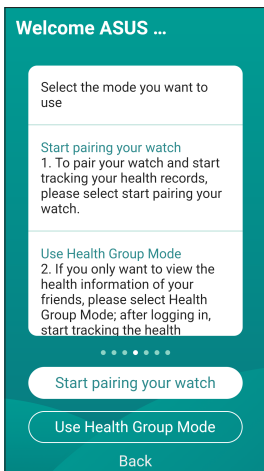 Welcome ASUS ...
Select the mode you want to
use
Start pairing your watch
1. To pair your watch and start
tracking your health records,
please select start pairing your
watch.
Use Health Group Mode
2. If you only want to view the
health information of your
friends, please select Health
Group Mode; after logging in,
start tracking the health
Start pairing your watch
Use Health Group Mode
Back